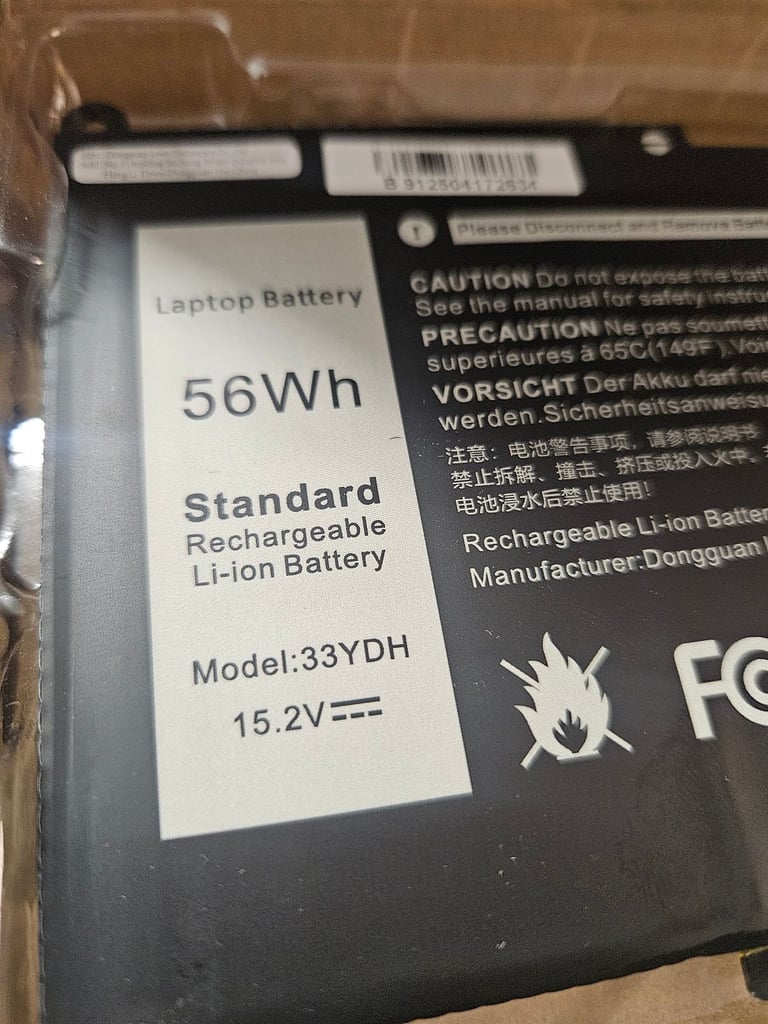 B 912504172634
Please Disconnect and Remove
Laptop Battery
56Wh
Standard
Rechargeable
Li-ion Battery
Model:33YDH
15.2V
CAUTION Do not expose the
See the manual for safety
PRECAUTION Ne pas
superieures à 65C(149F).
VORSICHT Der Akku darf
werden.Sicherheitsanweisu
注意：电池警告事项，请参阅说明书
禁止拆解、撞击、挤压或投入火中。
电池浸水后禁止使用！
Rechargeable Li-ion Batter
Manufacturer:Dongguan
FC